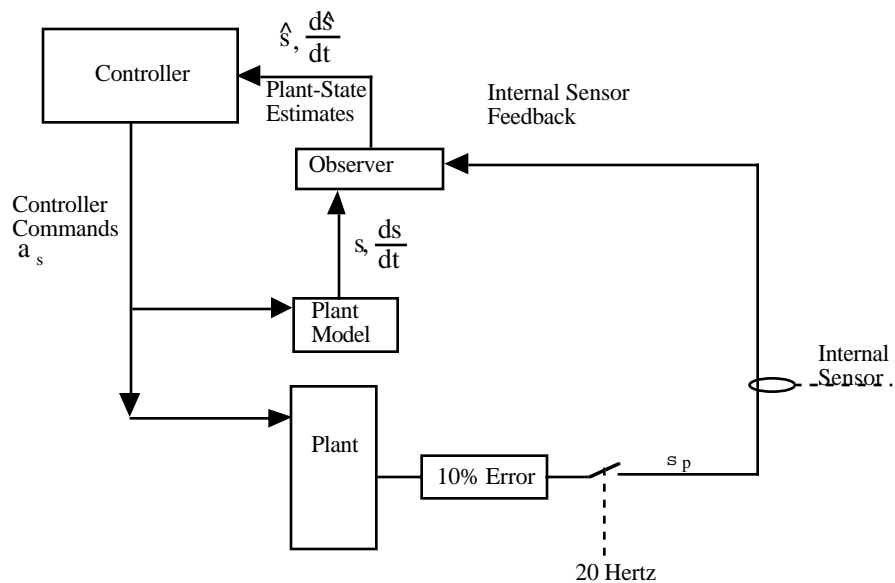 ŝ, dŝ
dt
Controller
Plant-State
Estimates
Internal Sensor
Feedback
Observer
Controller
Commands
a s
s, ds
dt
Plant
Model
Internal
Sensor
Plant
10% Error
s p
20 Hertz